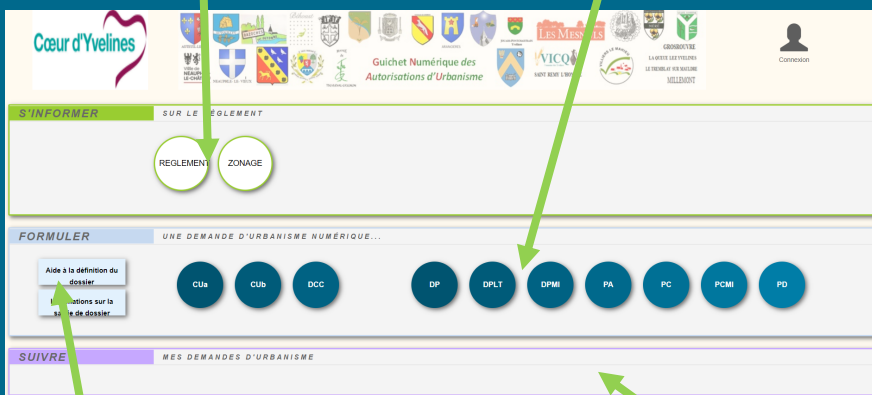 Cœur d'Yvelines
Guichet Numérique des
Autorisations d'Urbanisme
LES MESNULS
VICQ
SAINT REMY L'HONORE
GROSROUVRE
LA QUEUE LEZ YVELINES
LE TREMBLAY SUR MAULDRE
MILLEMONT
Connexion
S'INFORMER
SUR LE RÈGLEMENT
REGLEMENT
ZONAGE
FORMULER
UNE DEMANDE D'URBANISME NUMÉRIQUE...
Aide à la définition du
dossier
sur la
de dossier
CUa
CUb
DCC
DP
DPLT
DPMI
PA
PC
PCMI
PD
SUIVRE
MES DEMANDES D'URBANISME